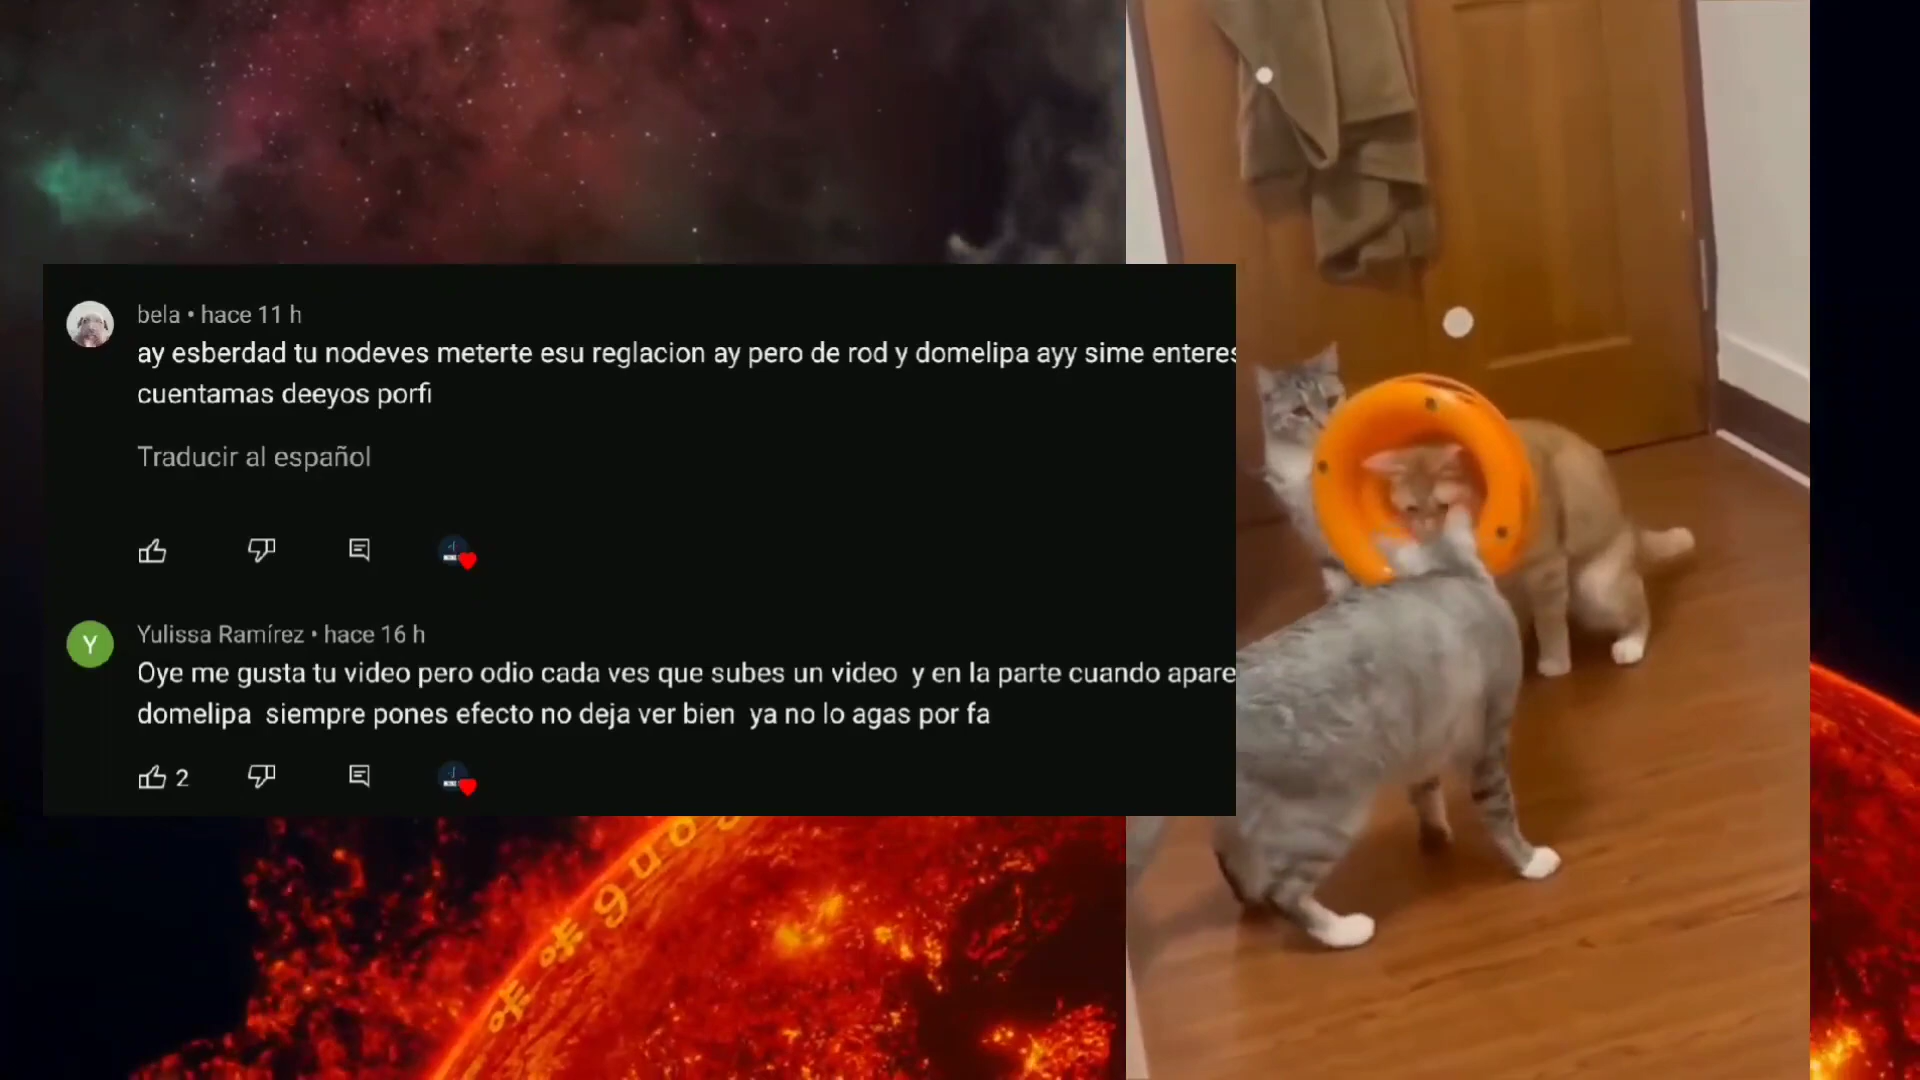 bela • hace 11 h
ay esberdad tu nodeves meterte esu reglacion ay pero de rod y domelipa ayy sime enteres
cuentamas deeyos porfi
Traducir al español
Y
Yulissa Ramírez • hace 16 h
Oye me gusta tu video pero odio cada ves que subes un video y en la parte cuando apare
domelipa siempre pones efecto no deja ver bien ya no lo agas por fa
2